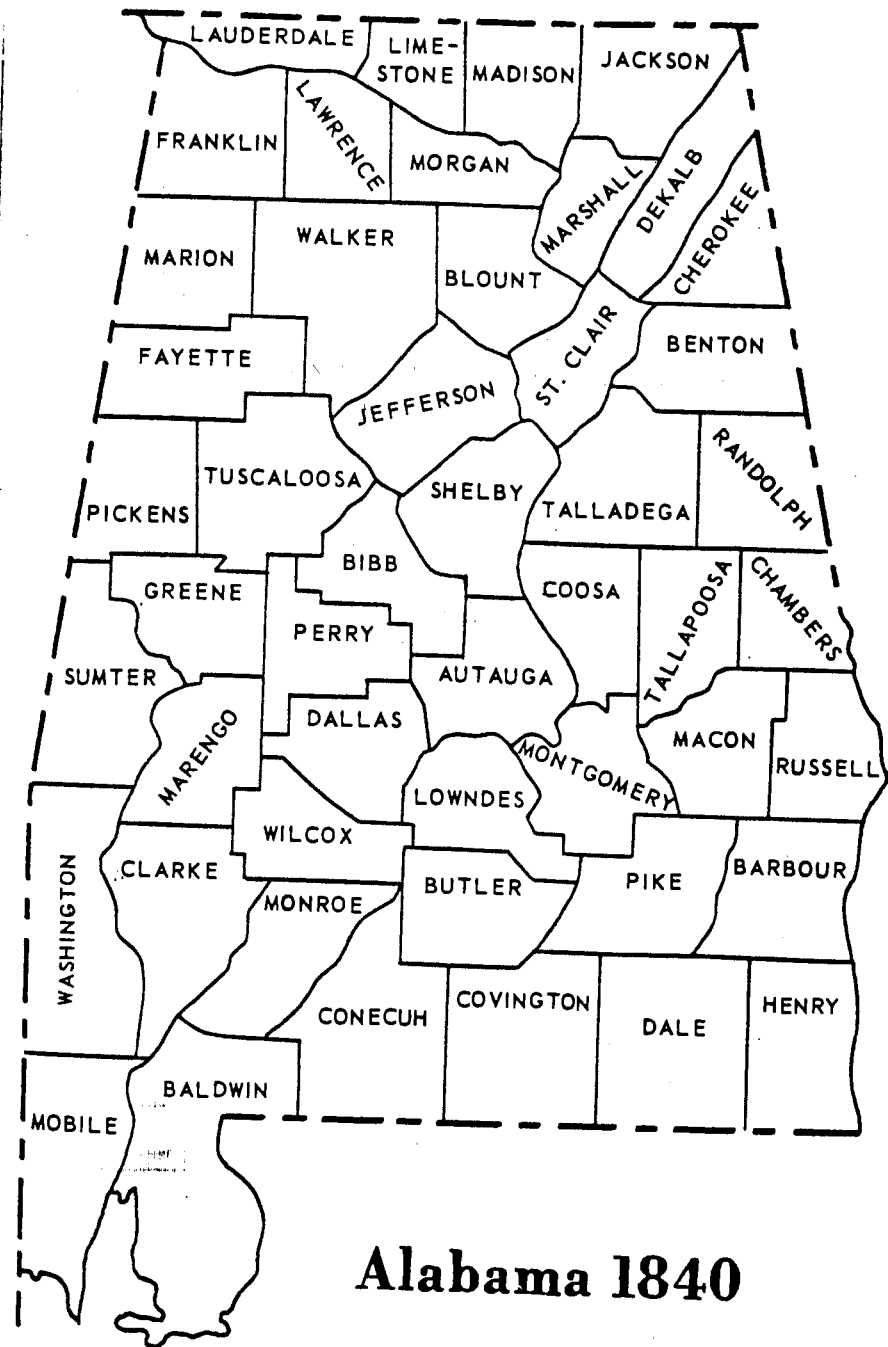 LAUDERDALE
LIME-
STONE
MADISON
JACKSON
FRANKLIN
LAWRENCE
MORGAN
MARSHALL
DEKALB
CHEROKEE
MARION
WALKER
BLOUNT
ST. CLAIR
BENTON
FAYETTE
JEFFERSON
PICKENS
TUSCALOOSA
SHELBY
TALLADEGA
RANDOLPH
GREENE
BIBB
COOSA
TALLAPOOSA
CHAMBERS
SUMTER
PERRY
AUTAUGA
MARENGO
DALLAS
LOWNDES
MONTGOMERY
MACON
RUSSELL
WASHINGTON
CLARKE
WILCOX
MONROE
BUTLER
PIKE
BARBOUR
CONECUH
COVINGTON
DALE
HENRY
MOBILE
BALDWIN
Alabama 1840